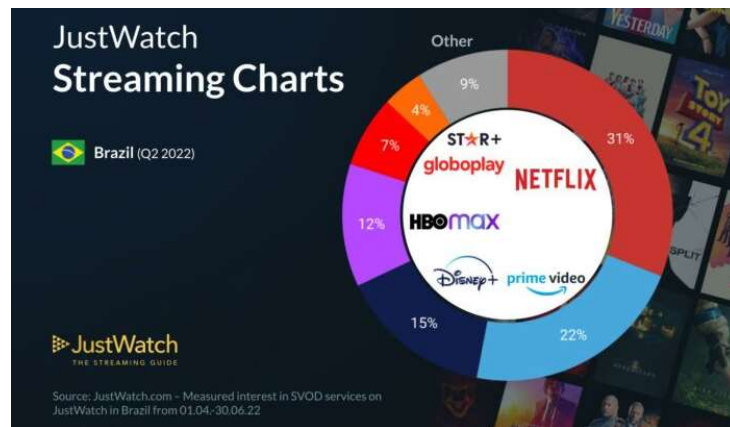 JustWatch
Streaming Charts
Brazil (Q2 2022)
Other
9%
4%
7%
31%
12%
15%
22%
STAR+
globoplay
NETFLIX
HBOmax
Disney+
prime video
YESTERDAY
TOY
STORY
4
SPLIT
JustWatch
THE STREAMING GUIDE
Source: JustWatch.com – Measured interest in SVOD services on
JustWatch in Brazil from 01.04.-30.06.22